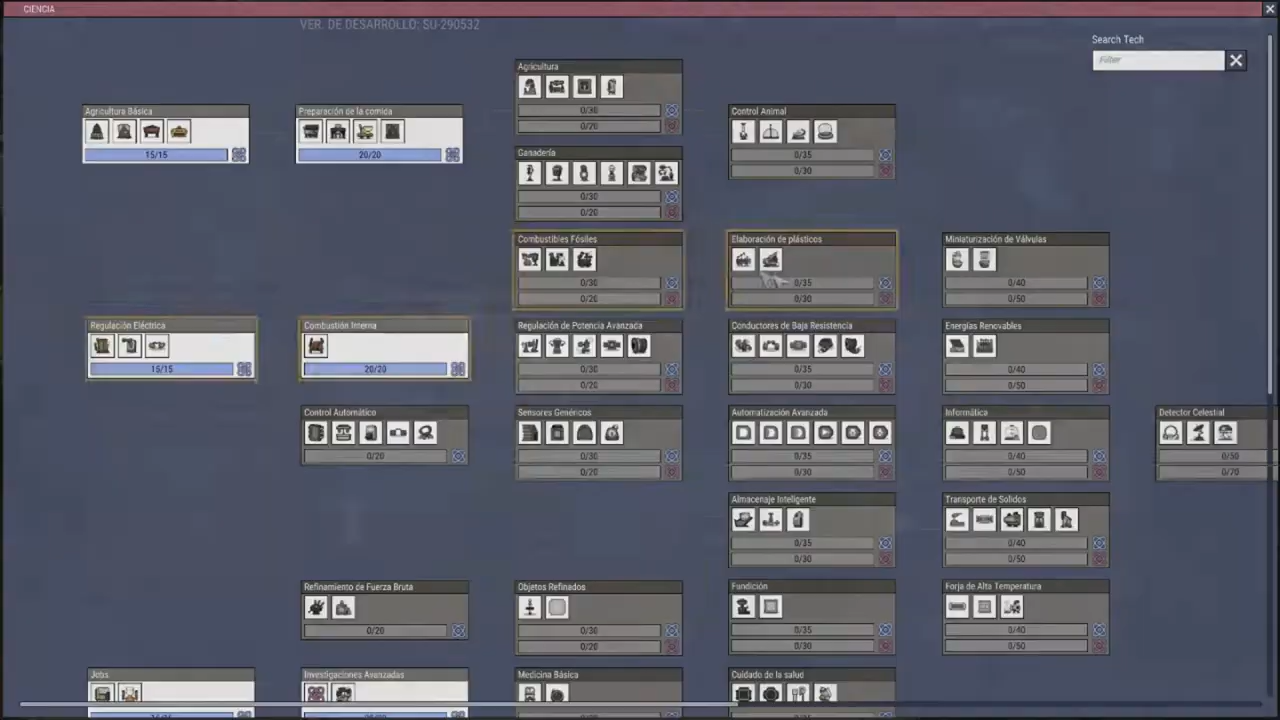 CIENCIA
VER. DE DESARROLLO: SU-290532
Search Tech
Filter
Agricultura
0/30
0/20
Agricultura Básica
15/15
Preparación de la comida
20/20
Control Animal
0/35
0/30
Ganadería
0/30
0/20
Combustibles Fósiles
0/30
0/20
Elaboración de plásticos
0/35
0/30
Miniaturización de Válvulas
0/40
0/50
Regulación Eléctrica
15/15
Combustión Interna
20/20
Regulación de Potencia Avanzada
0/30
0/20
Conductores de Baja Resistencia
0/35
0/30
Energías Renovables
0/40
0/50
Control Automático
0/20
Sensores Genéricos
0/30
0/20
Automatización Avanzada
0/35
0/30
Informática
0/40
0/50
Detector Celestial
0/50
0/70
Almacenaje Inteligente
0/35
0/30
Transporte de Solidos
0/40
0/50
Refinamiento de Fuerza Bruta
0/20
Objetos Refinados
0/30
0/20
Fundición
0/35
0/30
Forja de Alta Temperatura
0/40
0/50
Jobs
Investigaciones Avanzadas
Medicina Básica
Cuidado de la salud